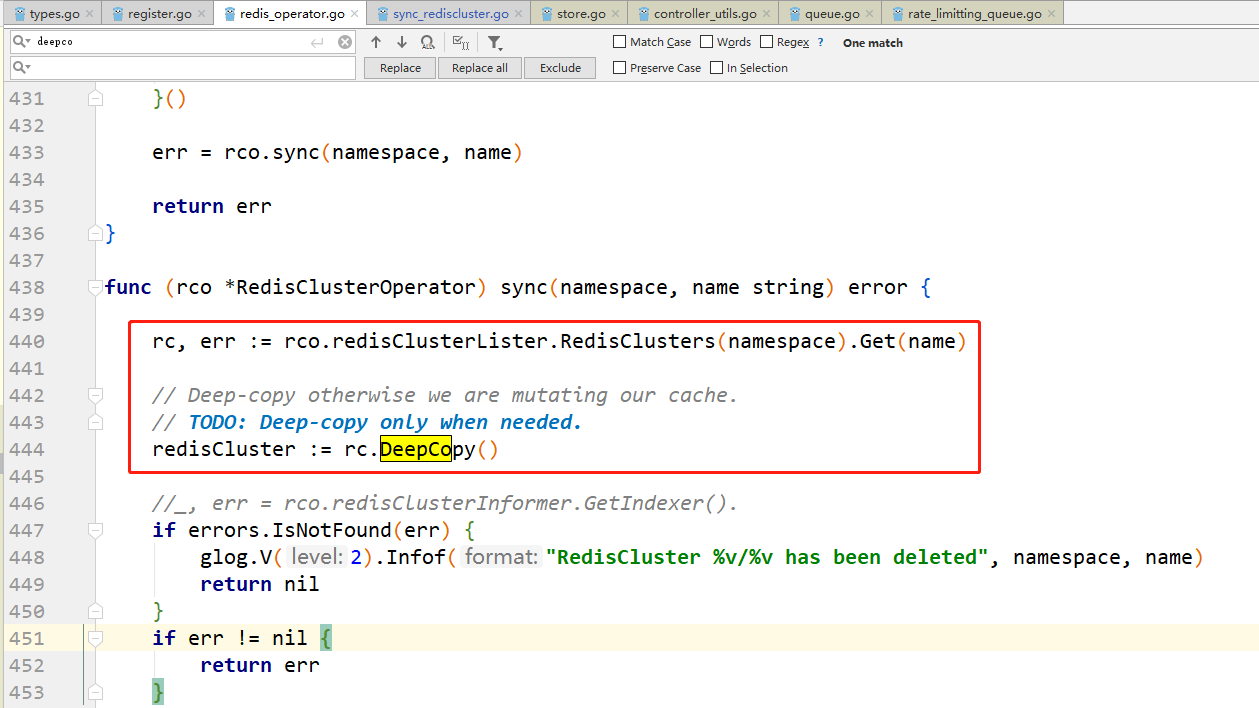 types.go register.go redis_operator.go sync_rediscluster.go store.go controller_utils.go queue.go rate_limitting_queue.go
deepco Match Case Words Regex ? One match
Replace Replace all Exclude Preserve Case In Selection
431 }()
432
433 err = rco.sync(namespace, name)
434
435 return err
436 }
437
438 func (rco *RedisClusterOperator) sync(namespace, name string) error {
439
440 rc, err := rco.redisClusterLister.RedisClusters(namespace).Get(name)
441
442 // Deep-copy otherwise we are mutating our cache.
443 // TODO: Deep-copy only when needed.
444 redisCluster := rc.DeepCopy()
445
446 //_, err = rco.redisClusterInformer.GetIndexer().
447 if errors.IsNotFound(err) {
448 glog.V( level: 2).Infof( format: "RedisCluster %v/%v has been deleted", namespace, name)
449 return nil
450 }
451 if err != nil {
452 return err
453 }